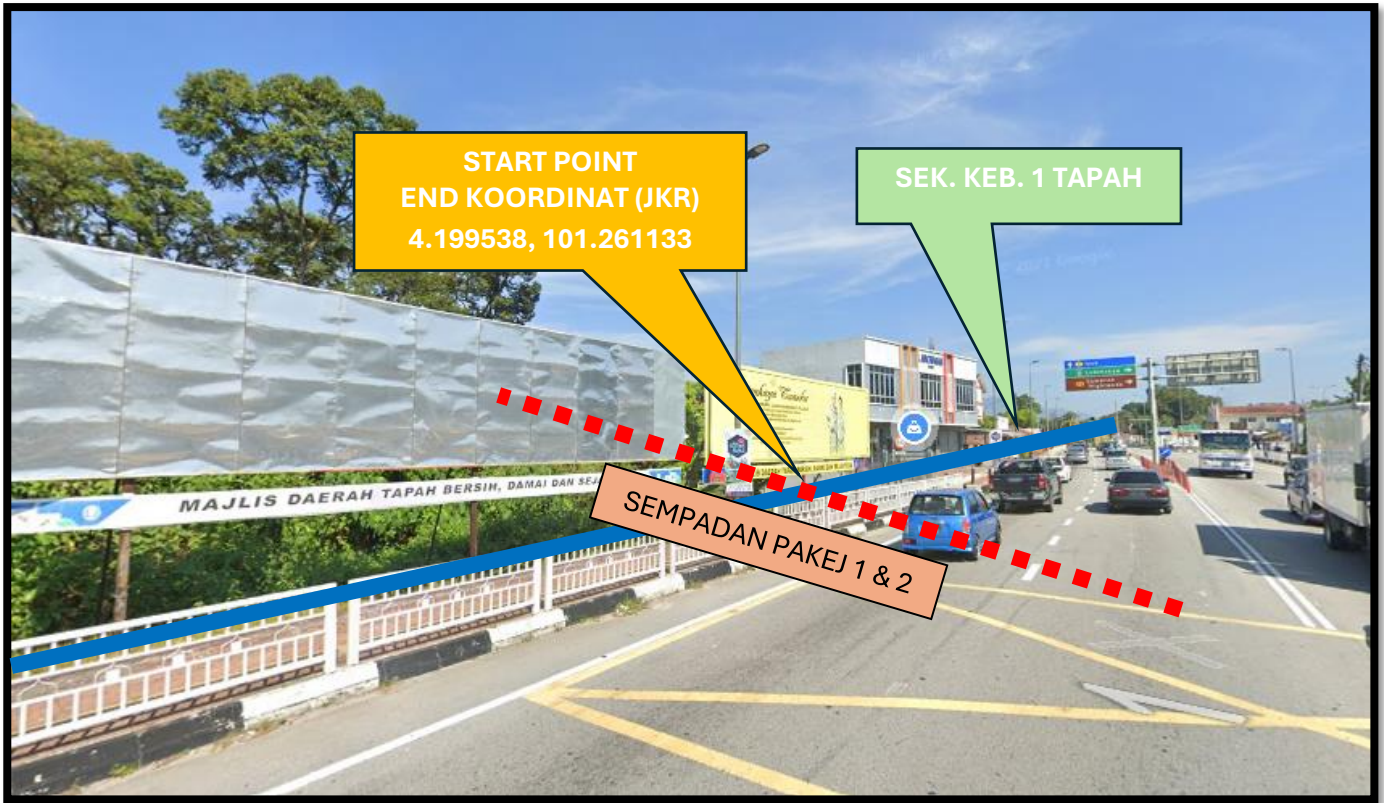 START POINT
END KOORDINAT (JKR)
4.199538, 101.261133
SEK. KEB. 1 TAPAH
MAJLIS DAERAH TAPAH BERSIH, DAMAI DAN
SEMPADAN PAKEJ 1 & 2